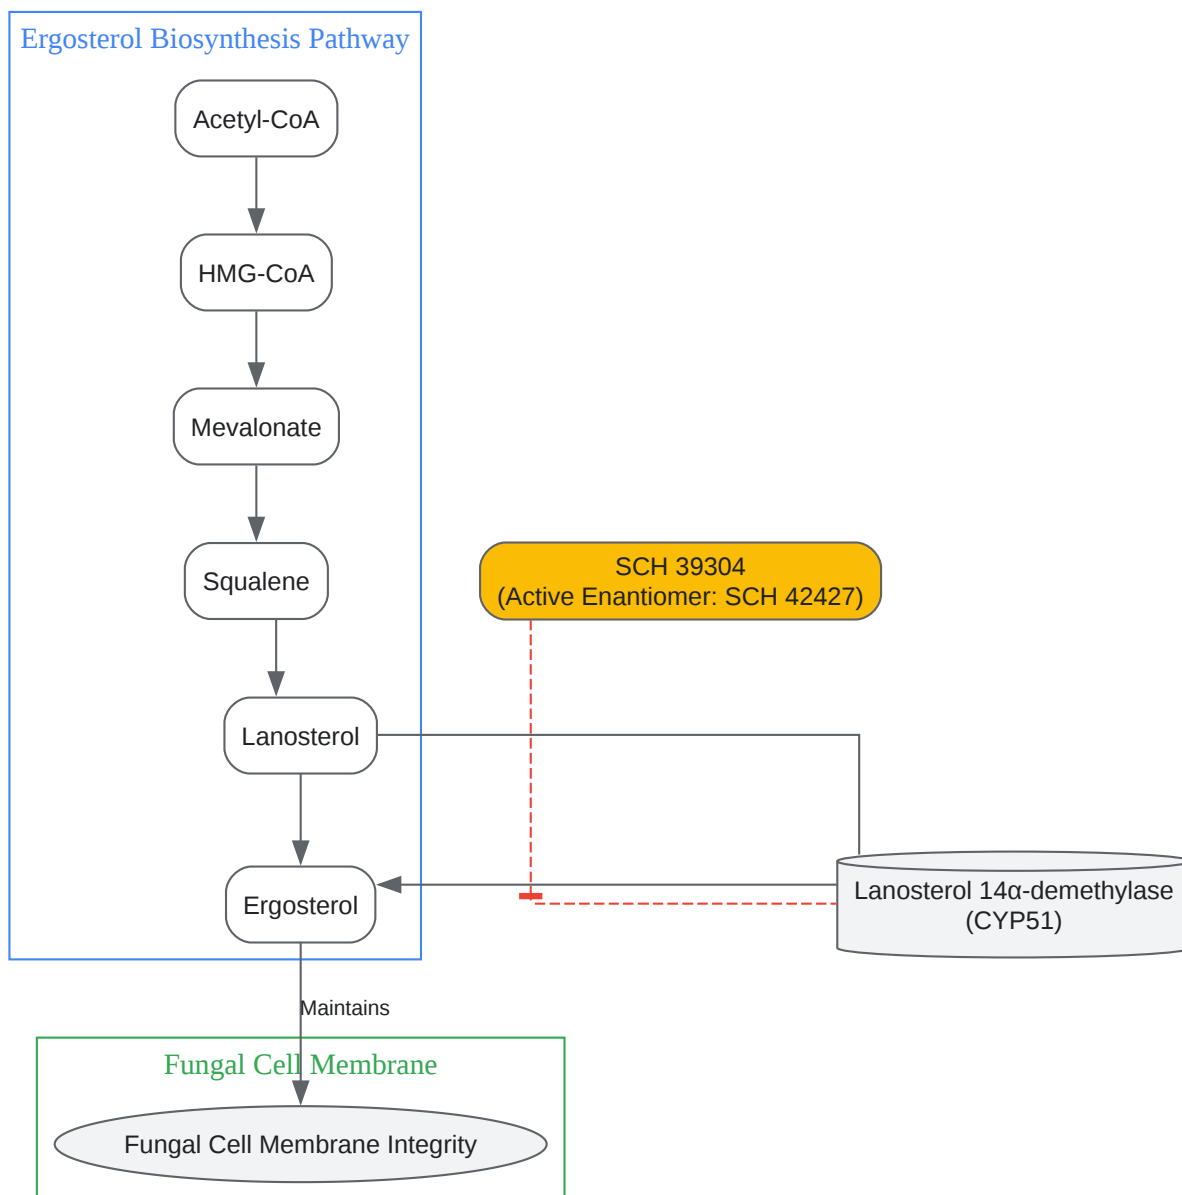 Ergosterol Biosynthesis Pathway
Acetyl-CoA
HMG-CoA
Mevalonate
Squalene
SCH 39304
(Active Enantiomer: SCH 42427)
Lanosterol
Lanosterol 14α-demethylase
(CYP51)
Ergosterol
Maintains
Fungal Cell Membrane
Fungal Cell Membrane Integrity